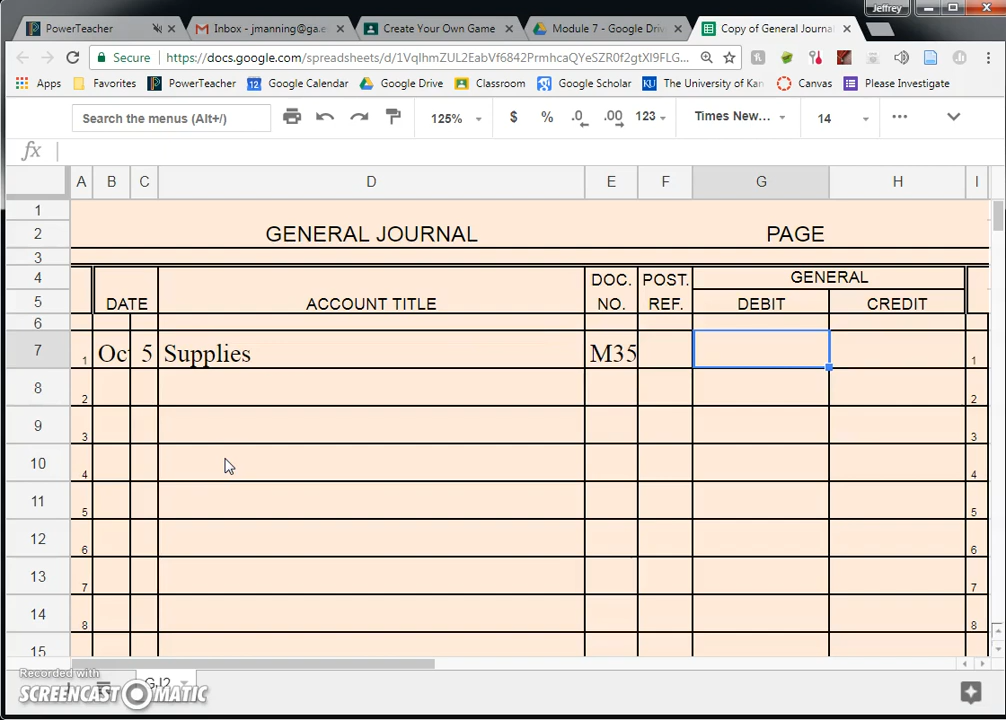 Jeffrey
PowerTeacher
Inbox - jmanning@ga.e
Create Your Own Game
Module 7 - Google Driv
Copy of General Journa
Secure
https://docs.google.com/spreadsheets/d/1VqIhmZUL2EabVf6842PrmhcaQYeSZR0f2gtXI9FLG...
Apps
Favorites
PowerTeacher
12 Google Calendar
Google Drive
Classroom
Google Scholar
KU The University of Kan
Canvas
Please Investigate
Search the menus (Alt+/)
125%
$ % .0 .00 123
Times New...
14
fx
A B C D E F G H I
1
2 GENERAL JOURNAL PAGE
3
4 DOC. POST. GENERAL
5 DATE ACCOUNT TITLE NO. REF. DEBIT CREDIT
6
7 1 Oct 5 Supplies M35 1
8 2 2
9 3 3
10 4 4
11 5 5
12 6 6
13 7 7
14 8 8
15
Recorded with
SCREENCAST-O-MATIC
GJ2